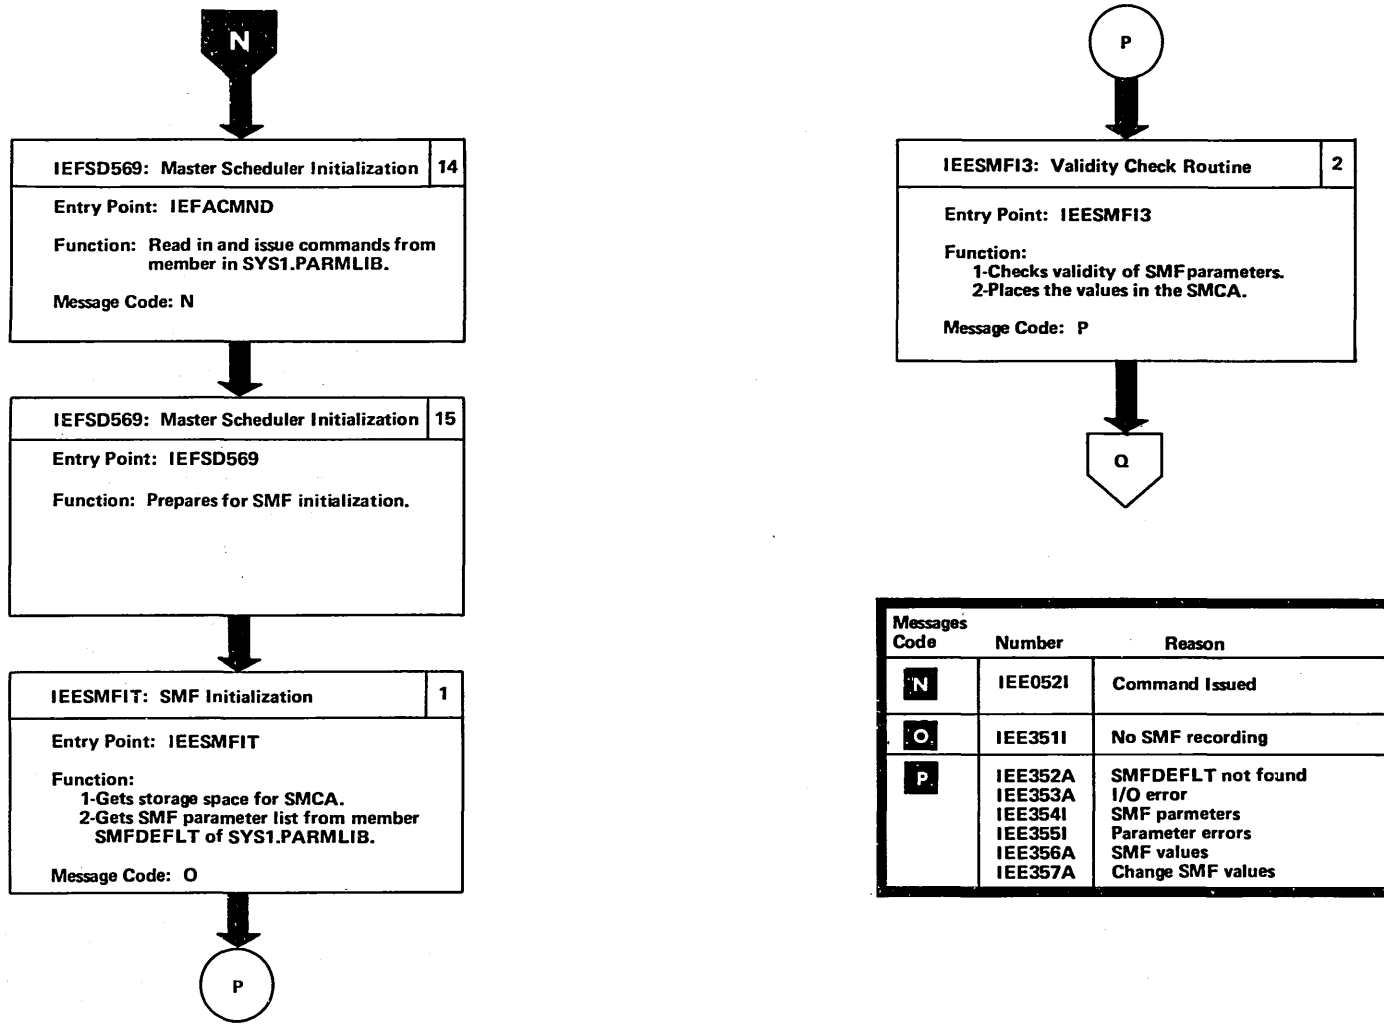 N
IEFSD569: Master Scheduler Initialization 14
Entry Point: IEFACMND
Function: Read in and issue commands from
member in SYS1.PARMLIB.
Message Code: N
IEFSD569: Master Scheduler Initialization 15
Entry Point: IEFSD569
Function: Prepares for SMF initialization.
IEESMFIT: SMF Initialization 1
Entry Point: IEESMFIT
Function:
1-Gets storage space for SMCA.
2-Gets SMF parameter list from member
SMFDEFLT of SYS1.PARMLIB.
Message Code: O
P
P
IEESMFI3: Validity Check Routine 2
Entry Point: IEESMFI3
Function:
1-Checks validity of SMF parameters.
2-Places the values in the SMCA.
Message Code: P
Q
Messages
Code Number Reason
N IEE052I Command Issued
O IEE351I No SMF recording
P IEE352A SMFDEFLT not found
IEE353A I/O error
IEE354I SMF parmeters
IEE355I Parameter errors
IEE356A SMF values
IEE357A Change SMF values